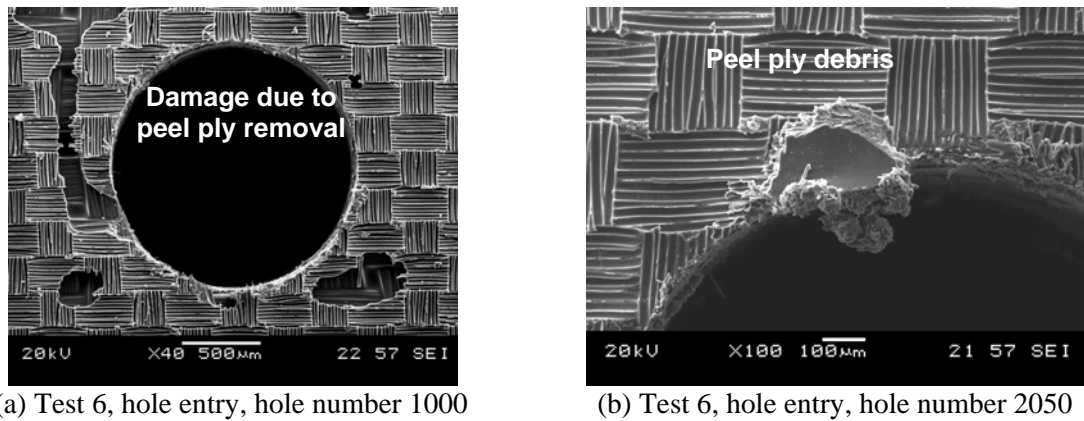 Damage due to
peel ply removal
20kV X40 500µm 22 57 SEI
Peel ply debris
20kU X100 100µm 21 57 SEI
(a) Test 6, hole entry, hole number 1000
(b) Test 6, hole entry, hole number 2050